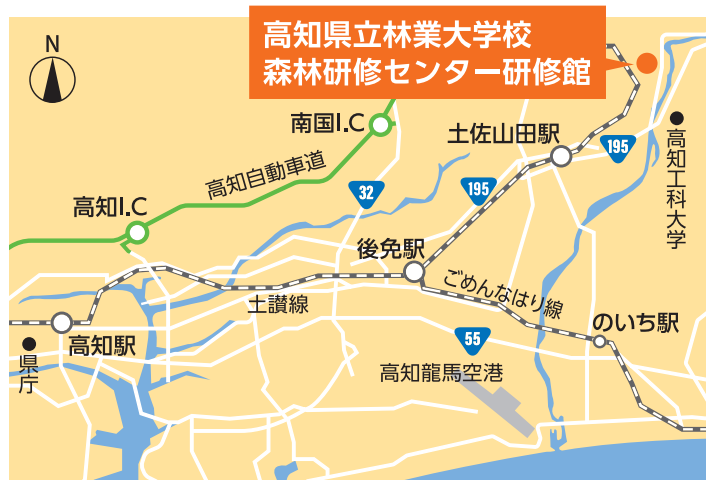 高知県立林業大学校
森林研修センター研修館
N
南国I.C
土佐山田駅
195
高知自動車道
32
195
高知工科大学
高知I.C
後免駅
ごめんなはり線
土讃線
のいち駅
高知駅
55
県庁
高知龍馬空港